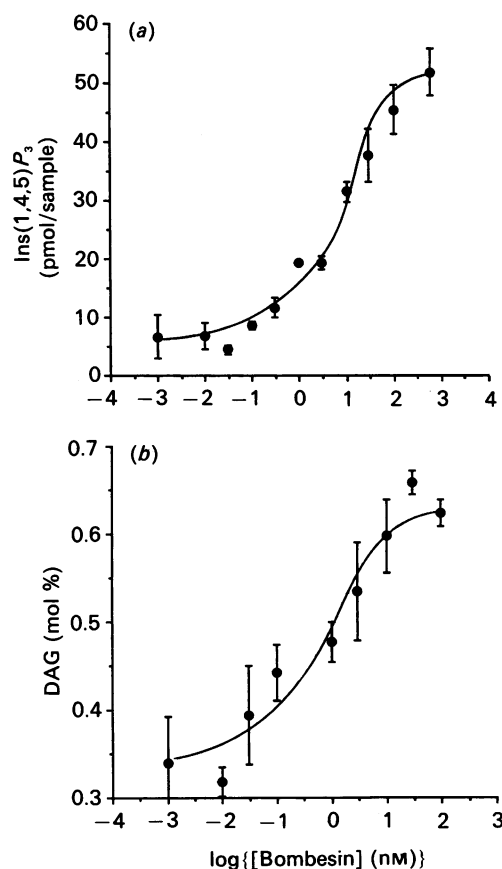 (a)
60
50
40
30
20
10
0
Ins(1,4,5)P₃
(pmol/sample)
−4 −3 −2 −1 0 1 2 3 4
(b)
0.7
0.6
0.5
0.4
0.3
DAG (mol %)
−4 −3 −2 −1 0 1 2 3
log{[Bombesin] (nM)}